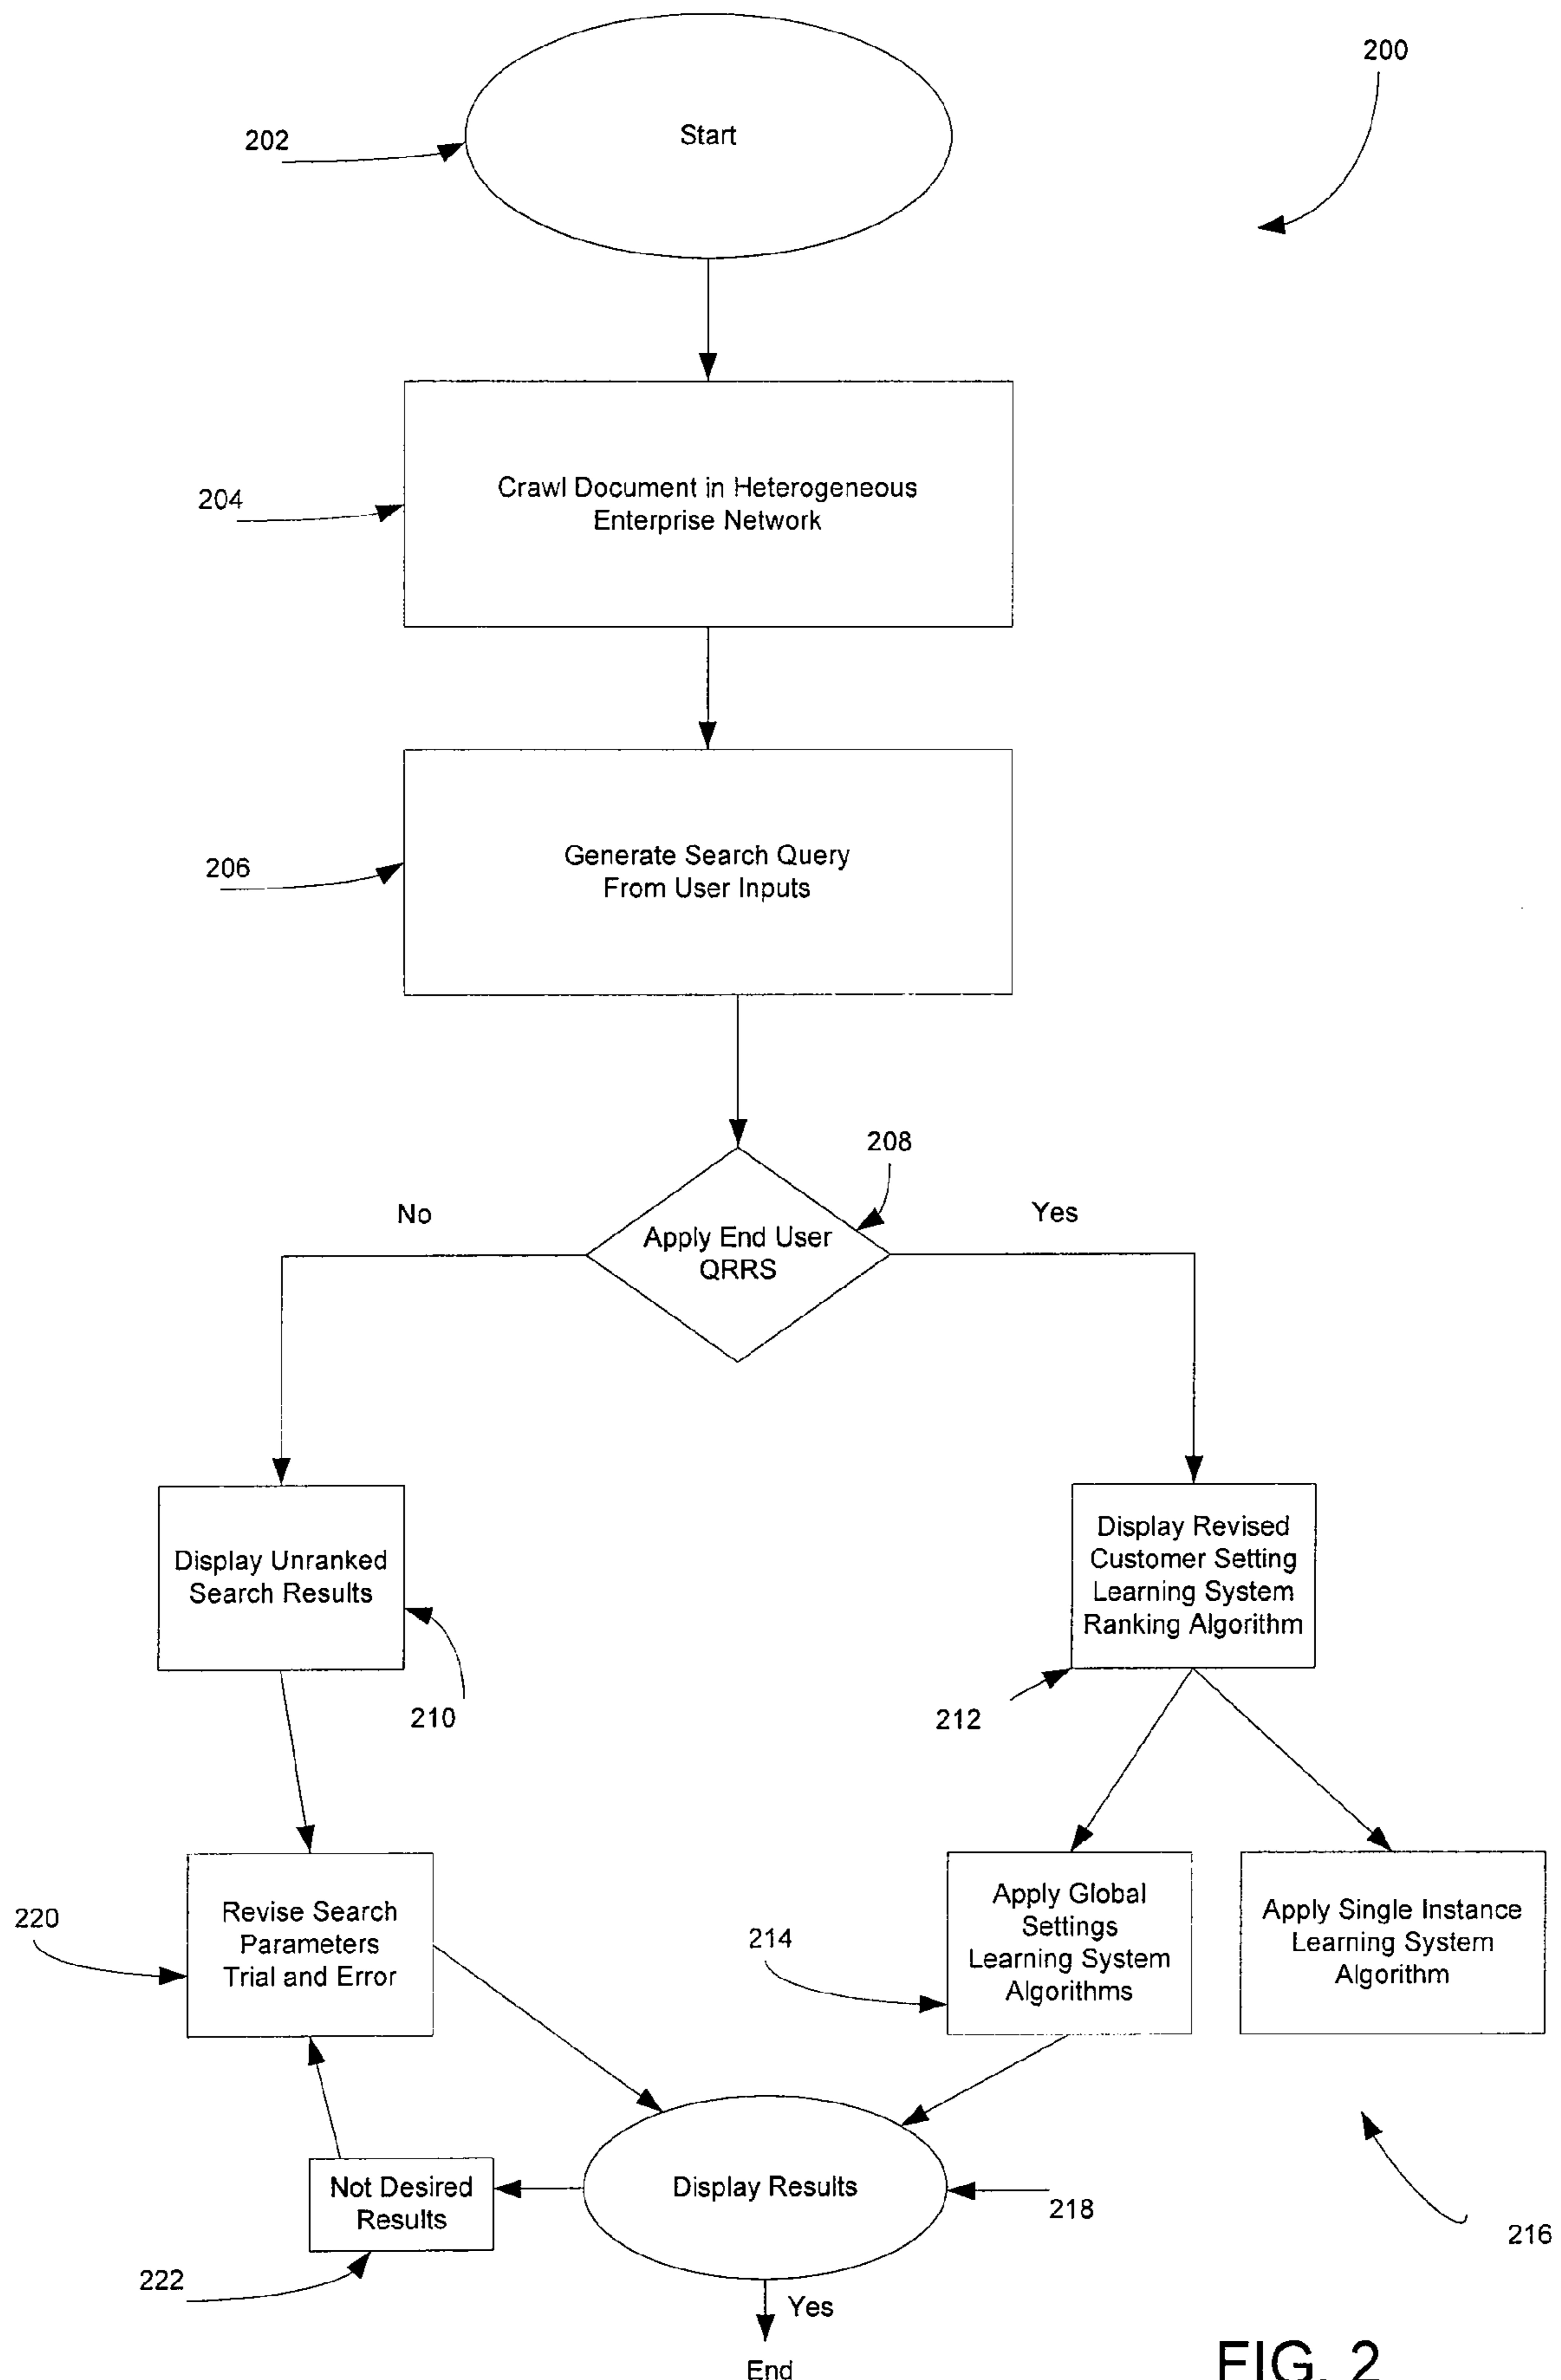 200
202
Start
204
Crawl Document in Heterogeneous
Enterprise Network
206
Generate Search Query
From User Inputs
208
No
Yes
Apply End User
QRRS
Display Unranked
Search Results
210
Display Revised
Customer Setting
Learning System
Ranking Algorithm
212
220
Revise Search
Parameters
Trial and Error
214
Apply Global
Settings
Learning System
Algorithms
Apply Single Instance
Learning System
Algorithm
Not Desired
Results
Display Results
218
216
222
Yes
End
FIG. 2